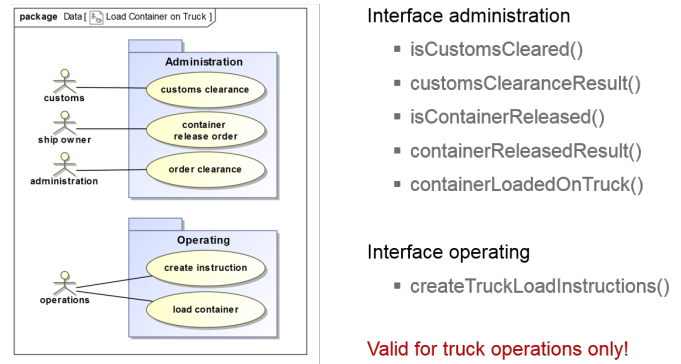 package Data [ Load Container on Truck ]
Administration
customs clearance
customs
container
release order
ship owner
order clearance
administration
Operating
create instruction
operations
load container
Interface administration
▪ isCustomsCleared()
▪ customsClearanceResult()
▪ isContainerReleased()
▪ containerReleasedResult()
▪ containerLoadedOnTruck()
Interface operating
▪ createTruckLoadInstructions()
Valid for truck operations only!